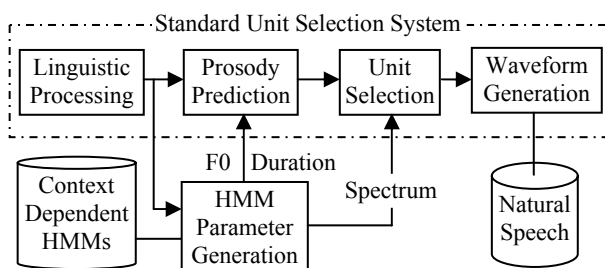 Standard Unit Selection System
Linguistic
Processing
Prosody
Prediction
Unit
Selection
Waveform
Generation
F0 Duration
Spectrum
Context
Dependent
HMMs
HMM
Parameter
Generation
Natural
Speech